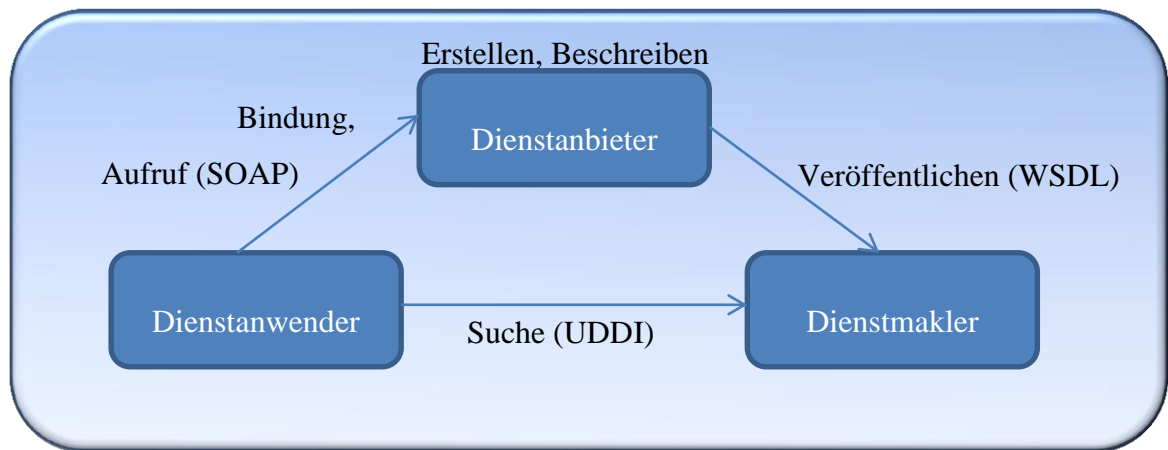 Erstellen, Beschreiben
Bindung,
Dienstanbieter
Aufruf (SOAP)
Veröffentlichen (WSDL)
Dienstanwender
Suche (UDDI)
Dienstmakler